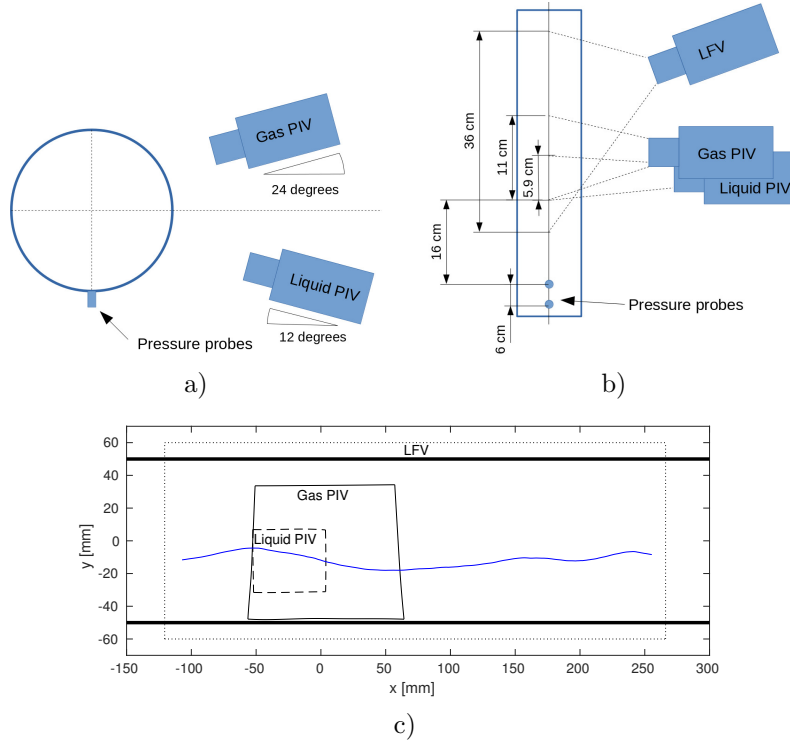 Gas PIV
24 degrees
Liquid PIV
12 degrees
Pressure probes
a)
LFV
36 cm
11 cm
5.9 cm
Gas PIV
Liquid PIV
16 cm
Pressure probes
6 cm
b)
60
40
20
0
-20
-40
-60
y [mm]
LFV
Gas PIV
Liquid PIV
-150
-100
-50
0
50
100
150
200
250
300
x [mm]
c)